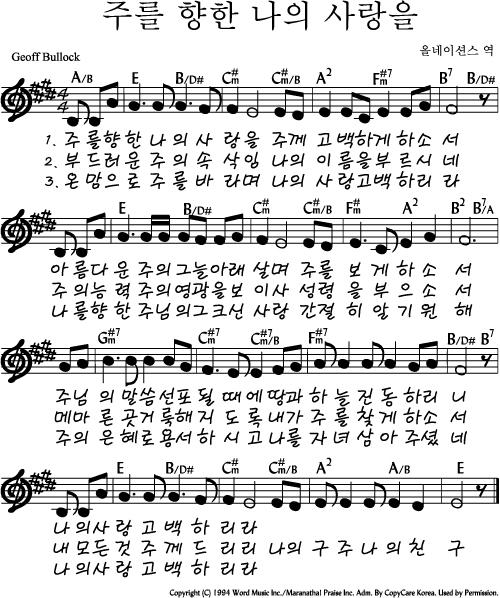 주를 향한 나의 사랑을
Geoff Bullock
올네이션스 역
A/B E B/D# C#m C#m/B A2 F#m7 B7 B/D#
1. 주 를향 한 나 의 사 랑을 주께 고 백하게 하소 서
2. 부 드러운 주 의 속 삭임 나의 이 름을부르시 네
3. 온 맘으 로 주 를 바 라며 나의 사 랑고백하리 라
E B/D# C#m C#m/B F#m A2 B2 B7/A
아 름다 운 주의그늘아래 살며 주를 보 게하 소 서
주 의능 력 주의영광을보 이사 성령 을 부으 소 서
나 를향 한 주님의그크신 사랑 간절 히 알기 원 해
G#m7 C#m7 C#m/B F#m7 B/D# B7
주님 의 말씀 선포 될 때에 땅과 하 늘 진 동 하리 니
메마 른 곳거 룩해 지 도 록 내가 주 를 찾 게 하소 서
주의 은 혜로 용서 하 시 고 나를 자 녀 삼 아 주셨 네
E B/D# C#m C#m/B A2 A/B E
나 의사 랑 고 백 하 리 라
내 모든 것 주 께 드 리리 나의 구 주 나 의 친 구
나 의사 랑 고 백 하 리 라
Copyright (C) 1994 Word Music Inc./Maranatha! Praise Inc. Adm. By CopyCare Korea. Used by Permission.